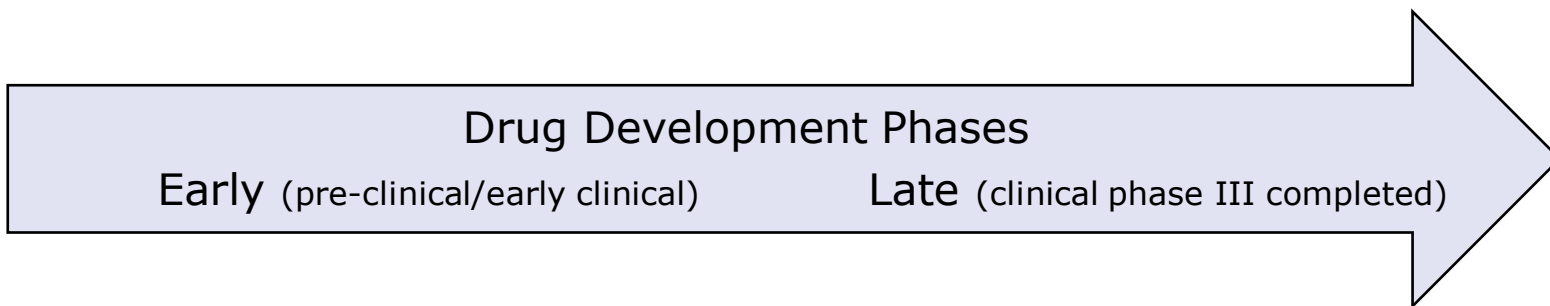 Drug Development Phases
Early (pre-clinical/early clinical) Late (clinical phase III completed)